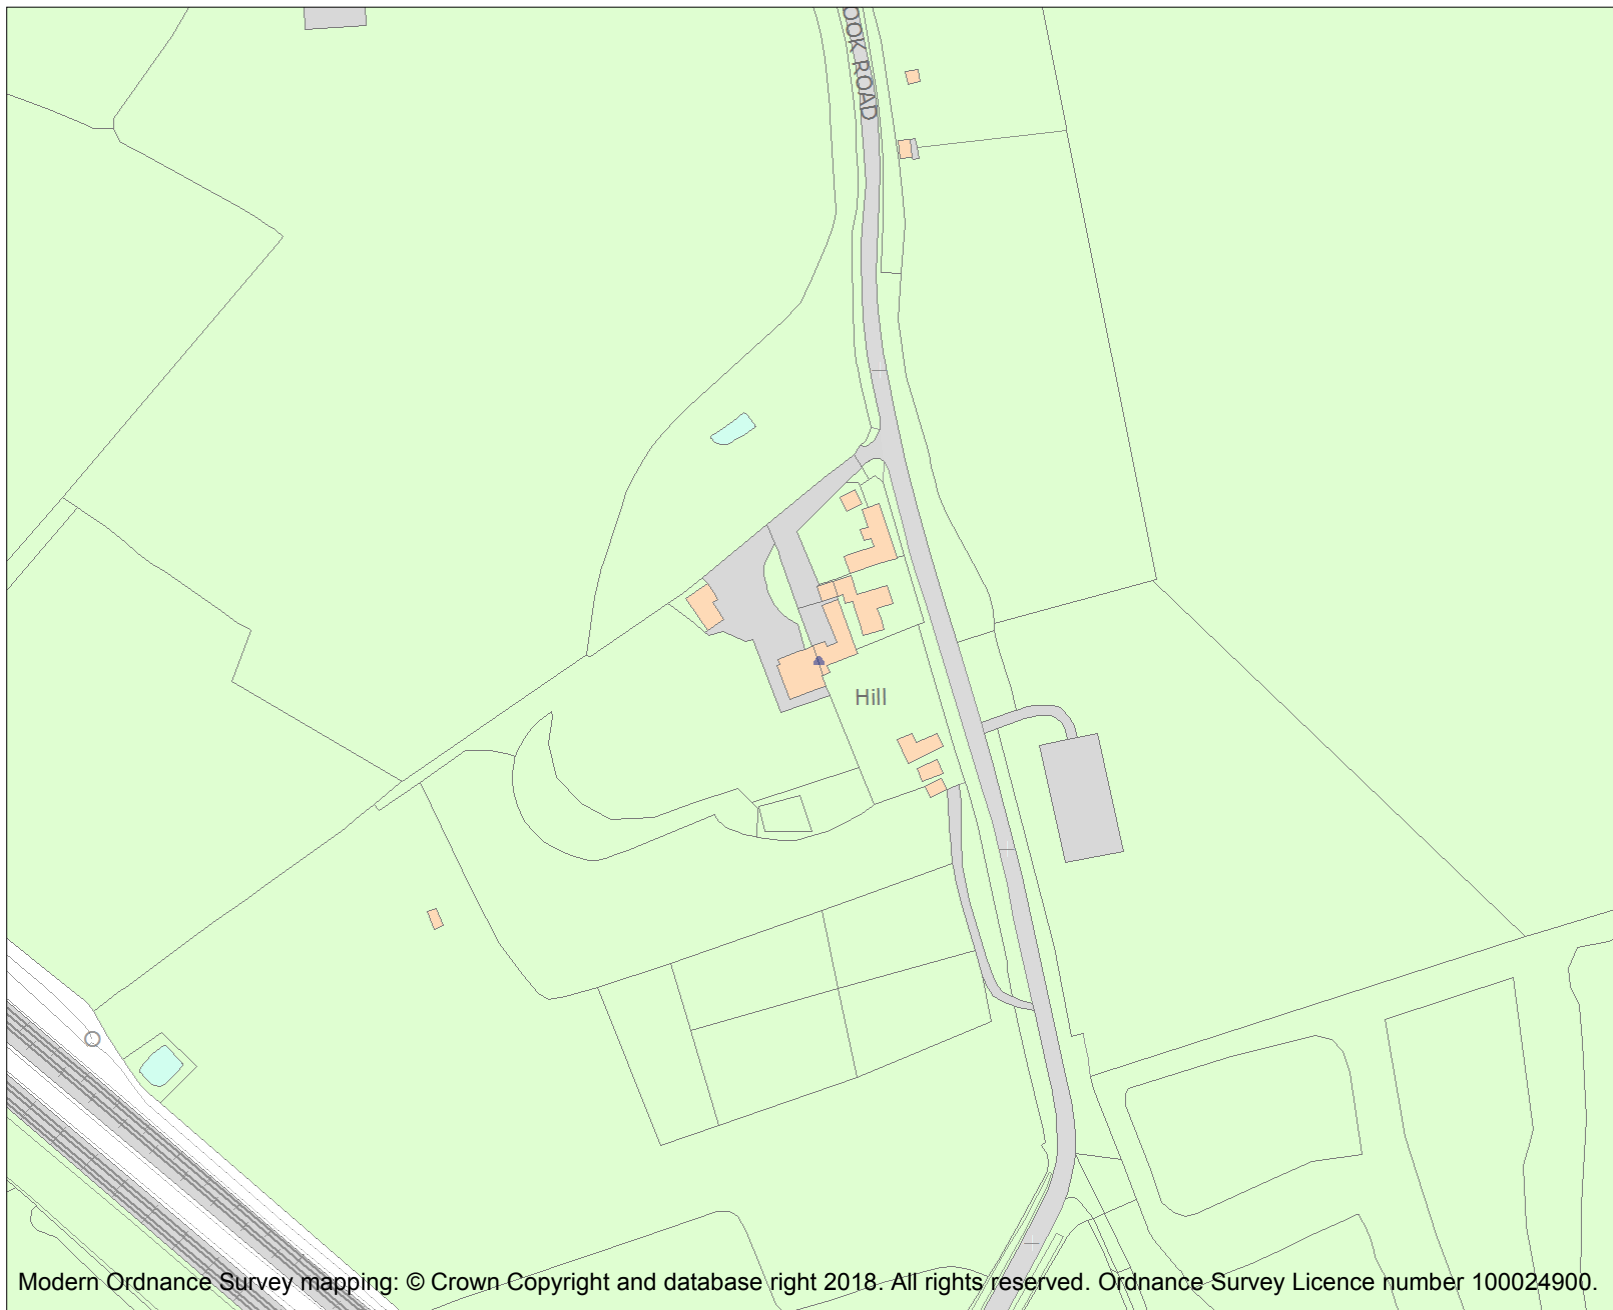 OOK ROAD
Hill
Modern Ordnance Survey mapping: © Crown Copyright and database right 2018. All rights reserved. Ordnance Survey Licence number 100024900.